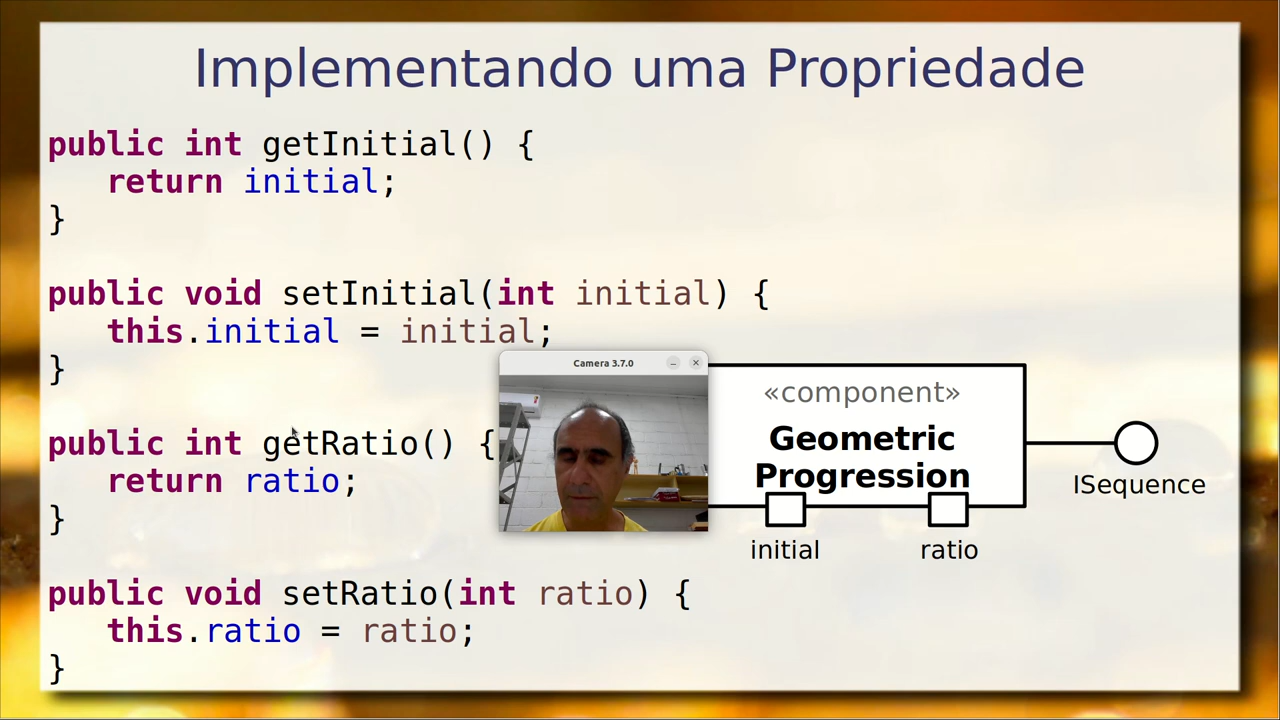 Implementando uma Propriedade
public int getInitial() {
return initial;
}
public void setInitial(int initial) {
this.initial = initial;
}
public int getRatio() {
return ratio;
}
public void setRatio(int ratio) {
this.ratio = ratio;
}
Camera 3.7.0
«component»
Geometric
Progression
initial
ratio
ISequence